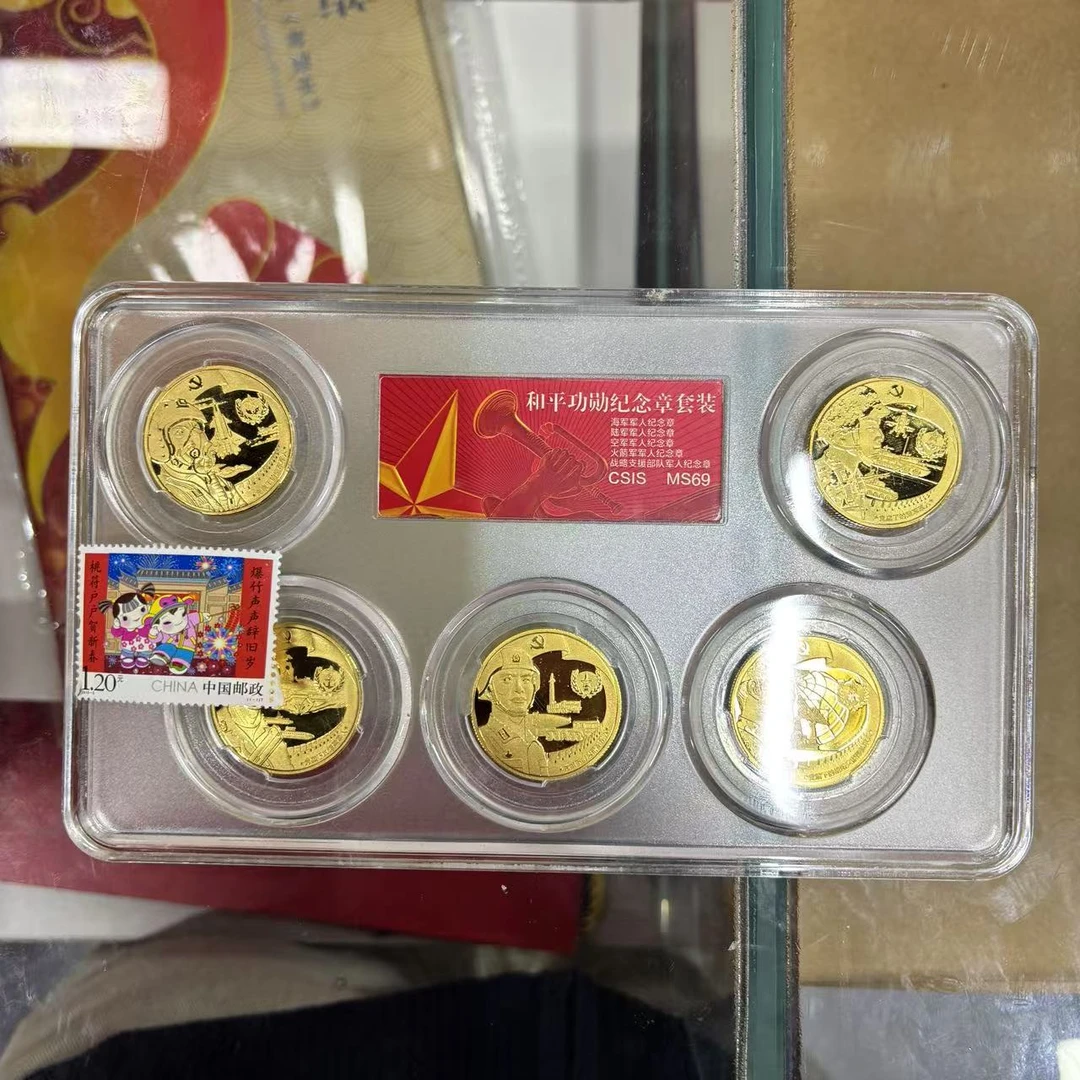 和平功勋纪念章套装
海军军人纪念章
陆军军人纪念章
空军军人纪念章
火箭军军人纪念章
战略支援部队军人纪念章
CSIS MS69
爆竹声声辞旧岁
桃符户户贺新春
1.20元
CHINA 中国邮政